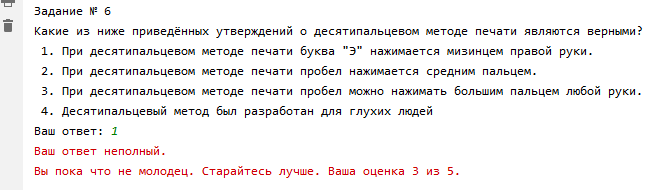 Задание № 6
Какие из ниже приведённых утверждений о десятипальцевом методе печати являются верными?
1. При десятипальцевом методе печати буква "Э" нажимается мизинцем правой руки.
2. При десятипальцевом методе печати пробел нажимается средним пальцем.
3. При десятипальцевом методе печати пробел можно нажимать большим пальцем любой руки.
4. Десятипальцевый метод был разработан для глухих людей
Ваш ответ: 1
Ваш ответ неполный.
Вы пока что не молодец. Старайтесь лучше. Ваша оценка 3 из 5.